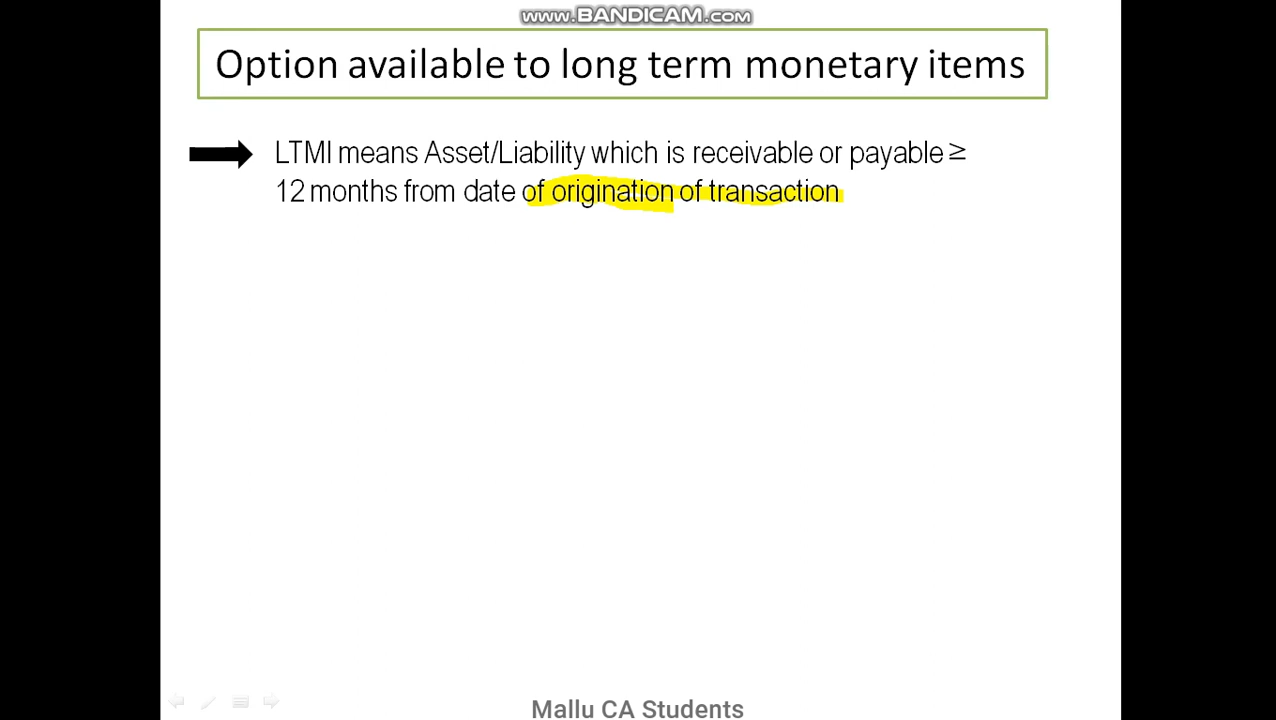 www.BANDICAM.com
Option available to long term monetary items
LTMI means Asset/Liability which is receivable or payable ≥
12 months from date of origination of transaction
Mallu CA Students